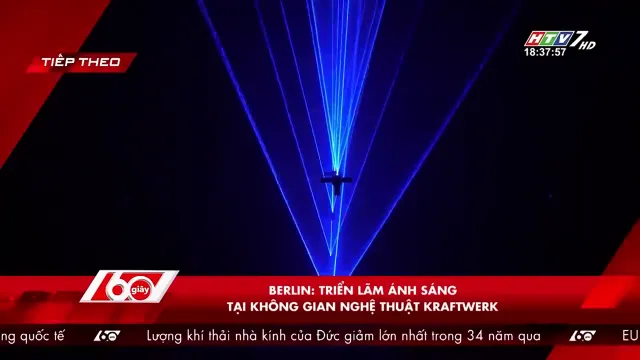 TIẾP THEO
HTV7 HD
18:37:57
60 giây
BERLIN: TRIỂN LÃM ÁNH SÁNG
TẠI KHÔNG GIAN NGHỆ THUẬT KRAFTWERK
ng quốc tế 60 Lượng khí thải nhà kính của Đức giảm lớn nhất trong 34 năm qua 60 EU